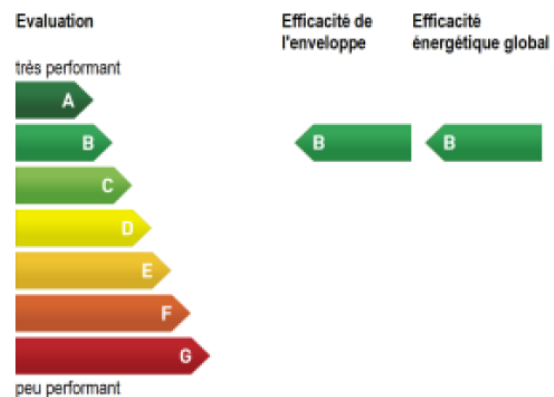 Evaluation
Efficacité de
l'enveloppe
Efficacité
énergétique global
très performant
A
B
B
B
C
D
E
F
G
peu performant